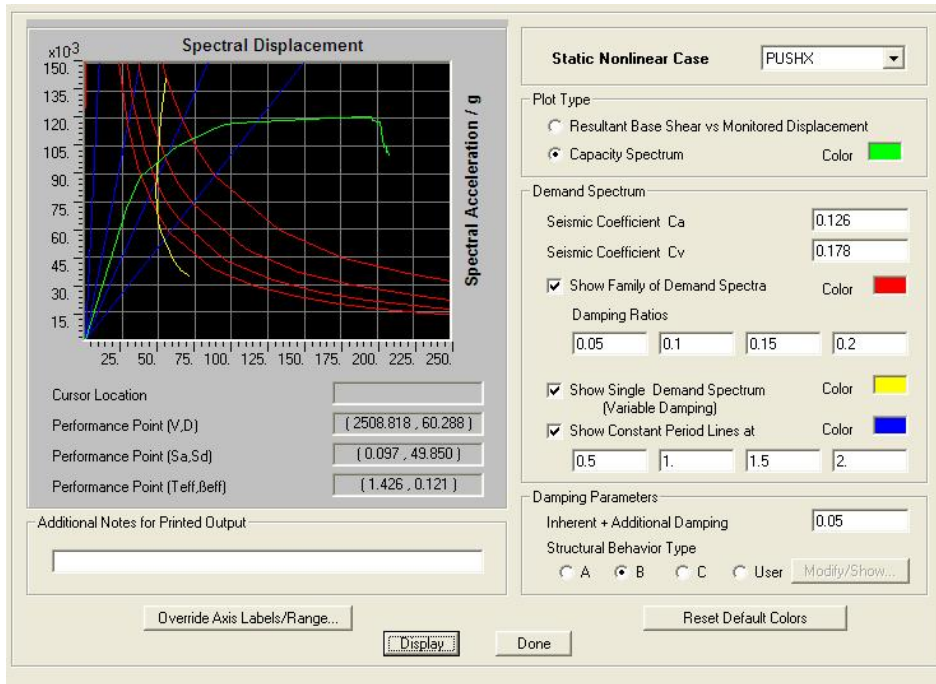 Spectral Displacement
x10^3
150.
135.
120.
105.
90.
75.
60.
45.
30.
15.
25. 50. 75. 100. 125. 150. 175. 200. 225. 250.
Spectral Acceleration / g
Cursor Location
Performance Point (V,D) ( 2508.818 , 60.288 )
Performance Point (Sa,Sd) ( 0.097 , 49.850 )
Performance Point (Teff,βeff) ( 1.426 , 0.121 )
Additional Notes for Printed Output
Override Axis Labels/Range...
Static Nonlinear Case PUSHX
Plot Type
Resultant Base Shear vs Monitored Displacement
Capacity Spectrum Color
Demand Spectrum
Seismic Coefficient Ca 0.126
Seismic Coefficient Cv 0.178
Show Family of Demand Spectra Color
Damping Ratios
0.05 0.1 0.15 0.2
Show Single Demand Spectrum Color
(Variable Damping)
Show Constant Period Lines at Color
0.5 1. 1.5 2.
Damping Parameters
Inherent + Additional Damping 0.05
Structural Behavior Type
A B C User Modify/Show...
Reset Default Colors
Display Done